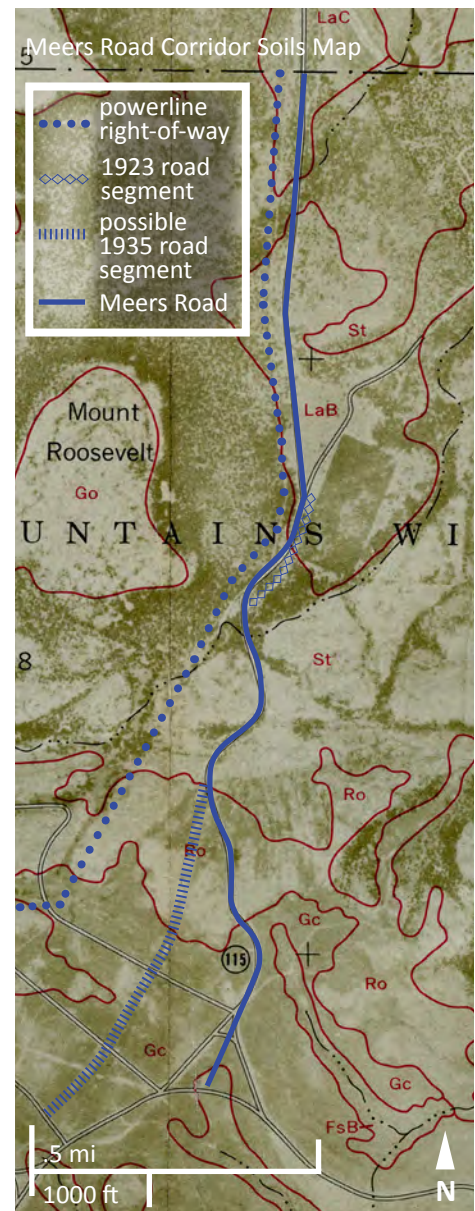 LaC
5
Meers Road Corridor Soils Map
St
powerline
right-of-way
1923 road
segment
possible
1935 road
segment
Meers Road
St
LaB
Mount
Roosevelt
Go
UNTAINS WI
8
St
Ro
Ro
Gc
115
Ro
Gc
Gc
FsB
.5 mi
1000 ft
N